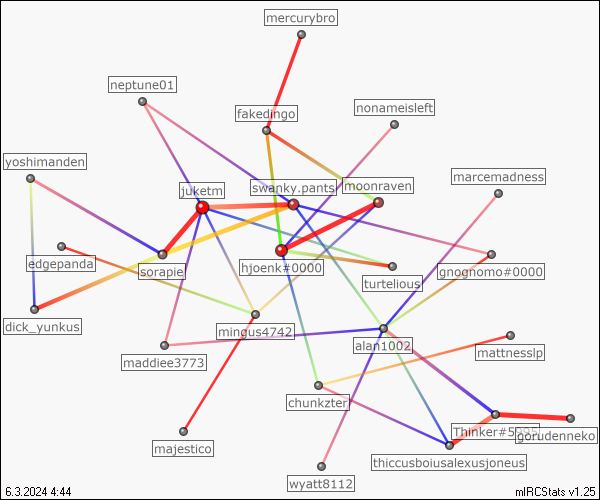 mercurybro
neptune01
nonameisleft
fakedingo
yoshimanden
marcemadness
juketm
swanky.pants
moonraven
edgepanda
sorapie
hjoenk#0000
gnognomo#0000
turtelious
dick_yunkus
mingus4742
alan1002
mattnesslp
maddiee3773
chunkzter
Thinker#5995
gorudenneko
majestico
thiccusboiusalexusjoneus
wyatt8112
6.3.2024 4:44
mIRCStats v1.25